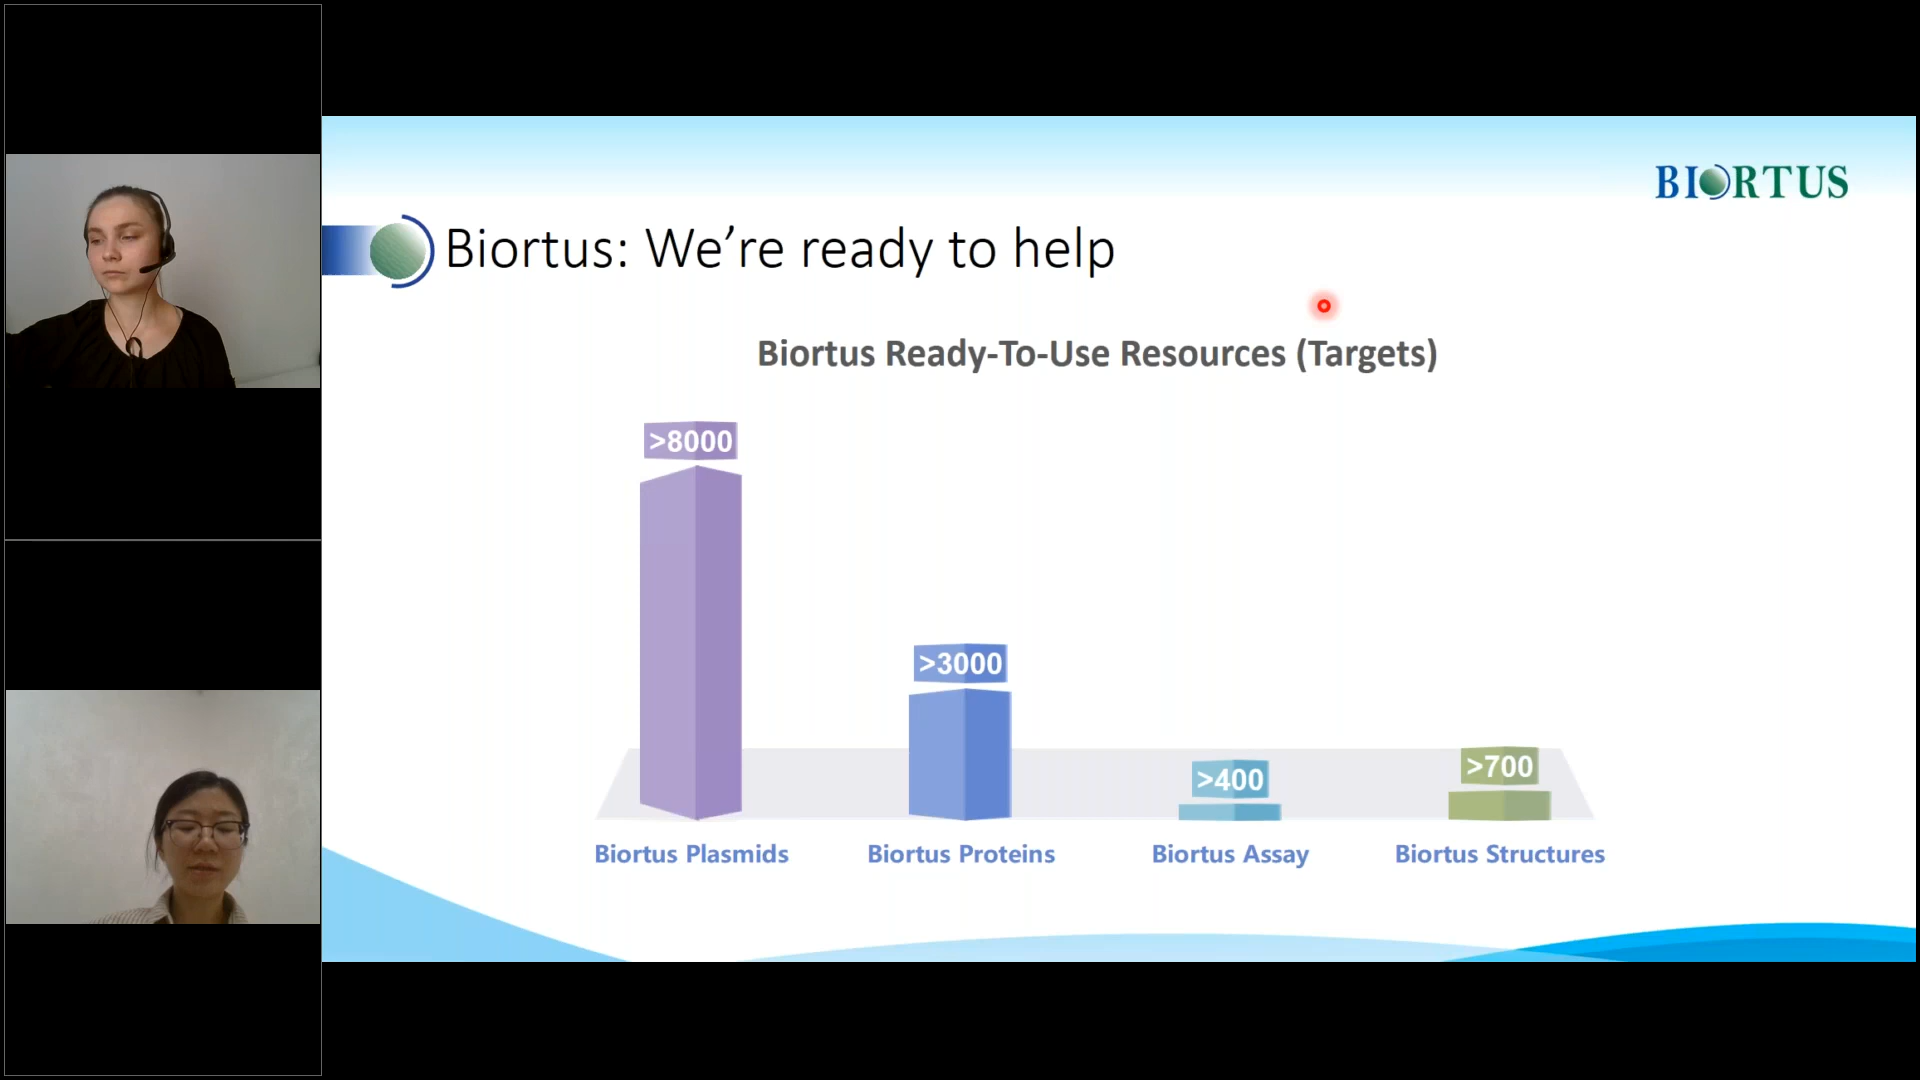 BIORTUS
Biortus: We're ready to help
Biortus Ready-To-Use Resources (Targets)
>8000
>3000
>400
>700
Biortus Plasmids
Biortus Proteins
Biortus Assay
Biortus Structures